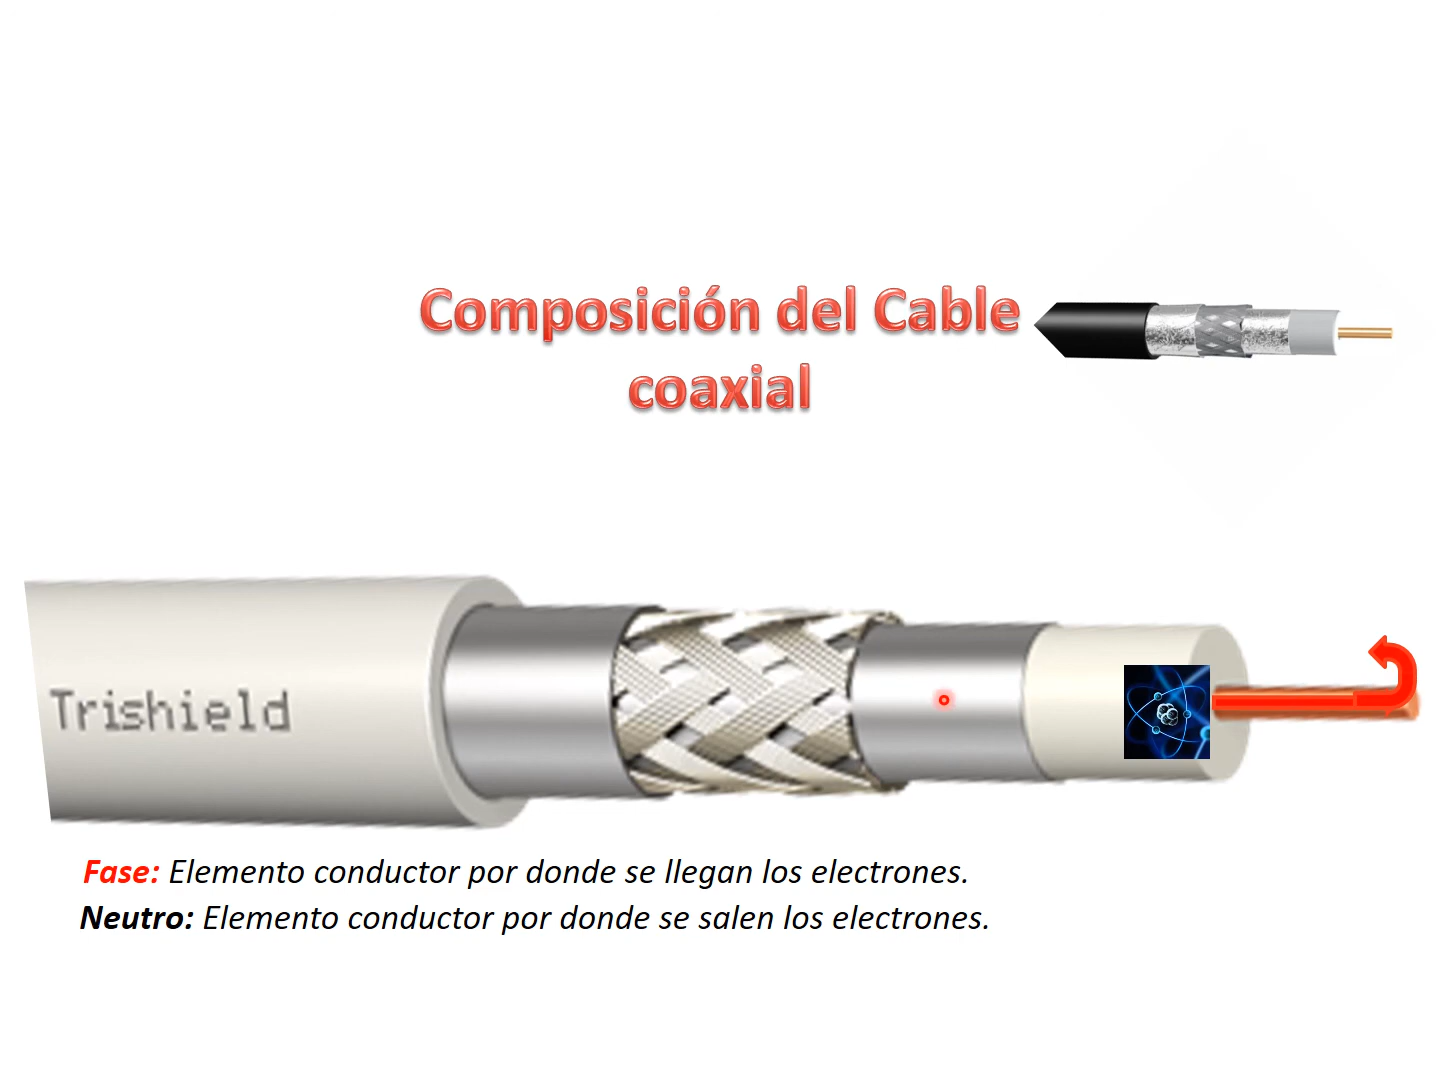 Composición del Cable
coaxial
Trishield
Fase: Elemento conductor por donde se llegan los electrones.
Neutro: Elemento conductor por donde se salen los electrones.